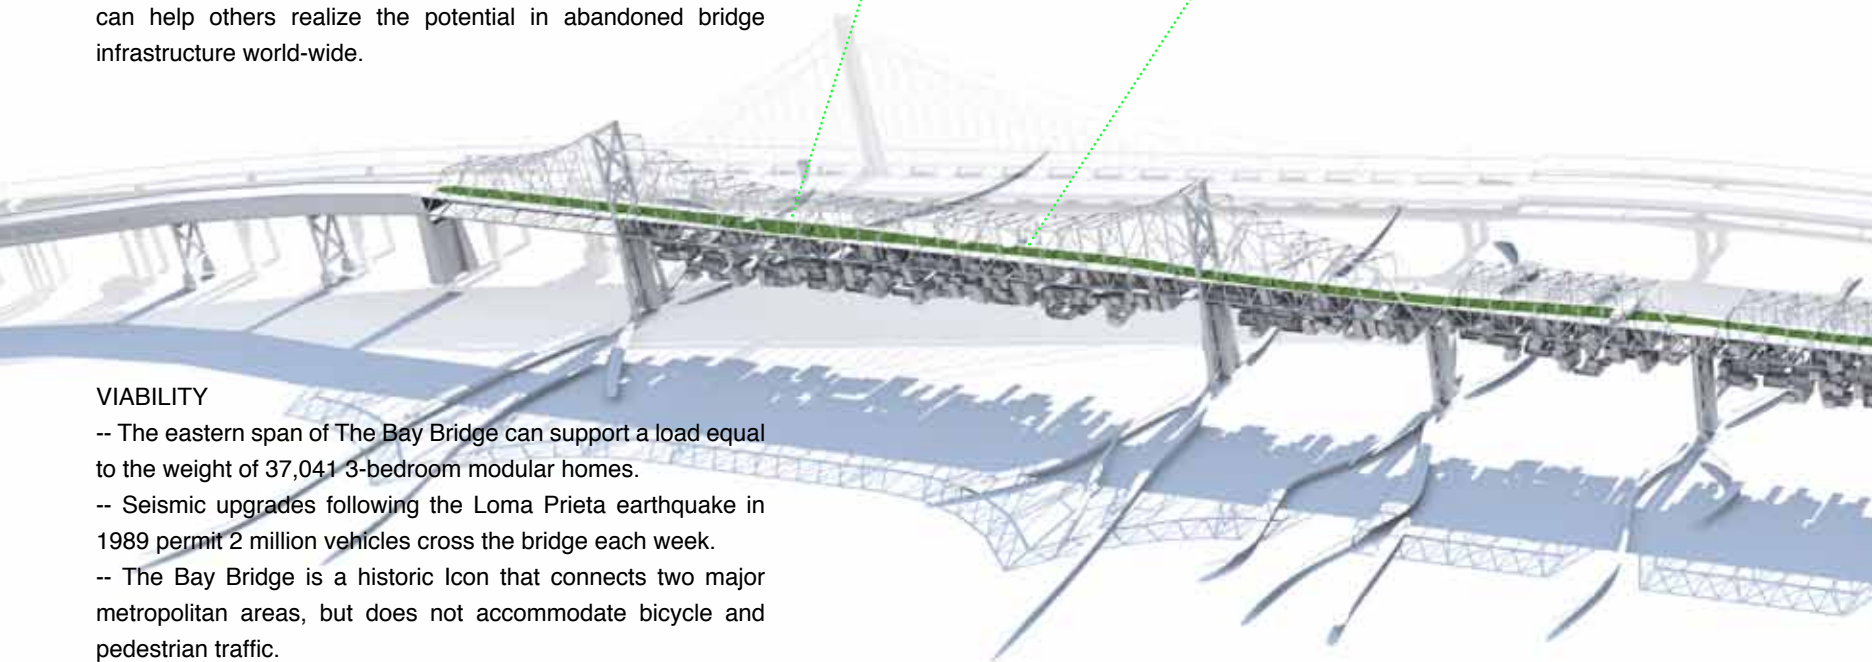 can help others realize the potential in abandoned bridge
infrastructure world-wide.
VIABILITY
-- The eastern span of The Bay Bridge can support a load equal
to the weight of 37,041 3-bedroom modular homes.
-- Seismic upgrades following the Loma Prieta earthquake in
1989 permit 2 million vehicles cross the bridge each week.
-- The Bay Bridge is a historic Icon that connects two major
metropolitan areas, but does not accommodate bicycle and
pedestrian traffic.